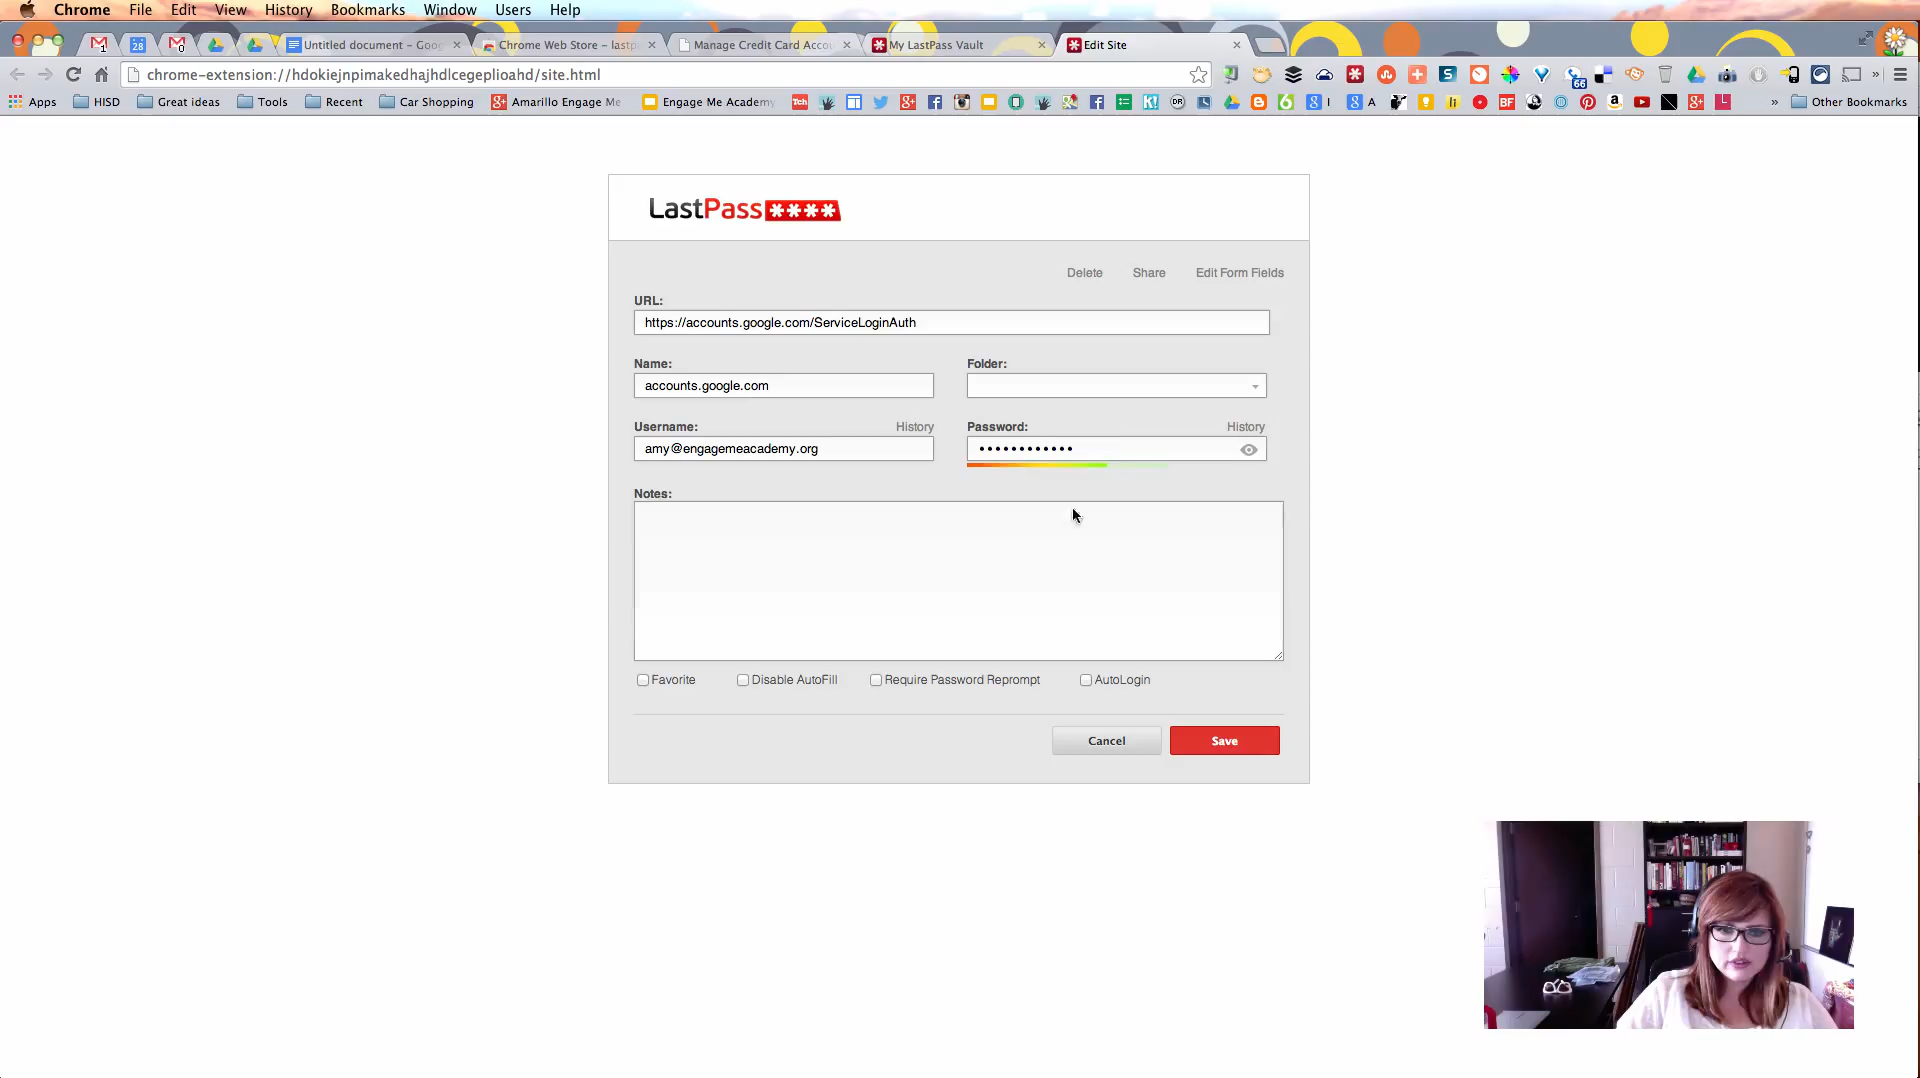 Chrome File Edit View History Bookmarks Window Users Help
1 28 0 Untitled document – Goog Chrome Web Store – lastp Manage Credit Card Accou My LastPass Vault Edit Site
chrome-extension://hdokiejnpimakedhajhdlcegeplioahd/site.html
Apps HISD Great ideas Tools Recent Car Shopping Amarillo Engage Me Engage Me Academy I A Other Bookmarks
LastPass ****
Delete Share Edit Form Fields
URL:
https://accounts.google.com/ServiceLoginAuth
Name: Folder:
accounts.google.com
Username: History Password: History
amy@engagemeacademy.org ••••••••••••
Notes:
Favorite Disable AutoFill Require Password Reprompt AutoLogin
Cancel Save